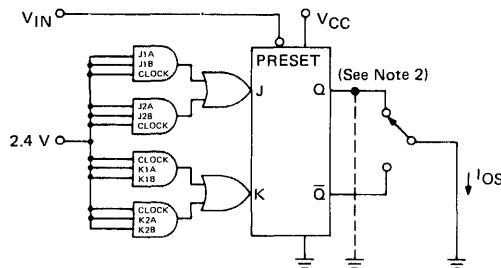 VIN
VCC
PRESET
(See Note 2)
J1A
J1B
CLOCK
J
Q
J2A
J2B
CLOCK
2.4 V
CLOCK
K1A
K1B
K
Q̅
IOS
CLOCK
K2A
K2B